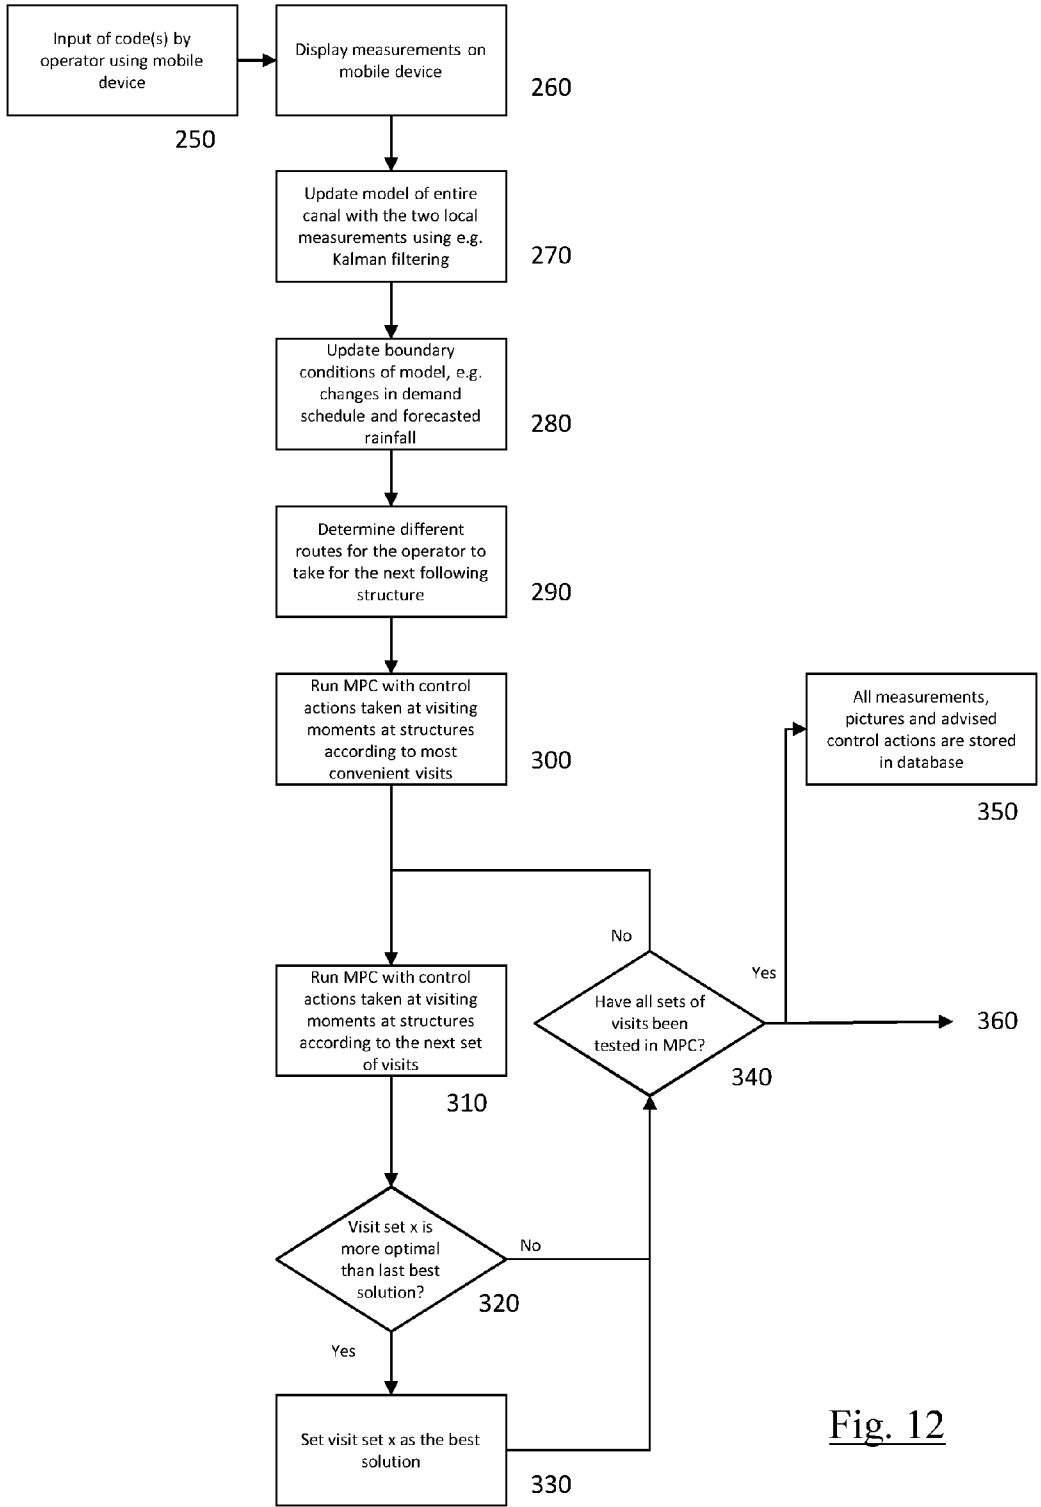 Input of code(s) by
operator using mobile
device
250
Display measurements on
mobile device
260
Update model of entire
canal with the two local
measurements using e.g.
Kalman filtering
270
Update boundary
conditions of model, e.g.
changes in demand
schedule and forecasted
rainfall
280
Determine different
routes for the operator to
take for the next following
structure
290
Run MPC with control
actions taken at visiting
moments at structures
according to most
convenient visits
300
All measurements,
pictures and advised
control actions are stored
in database
350
No
Yes
Run MPC with control
actions taken at visiting
moments at structures
according to the next set
of visits
310
Have all sets of
visits been
tested in MPC?
340
360
Visit set x is
more optimal
than last best
solution?
320
No
Yes
Set visit set x as the best
solution
330
Fig. 12